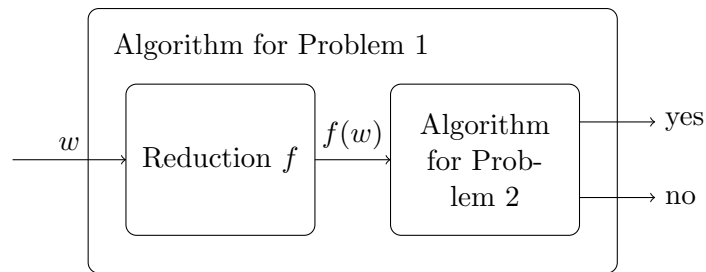 Algorithm for Problem 1
w
Reduction f
f(w)
Algorithm
for Prob-
lem 2
yes
no